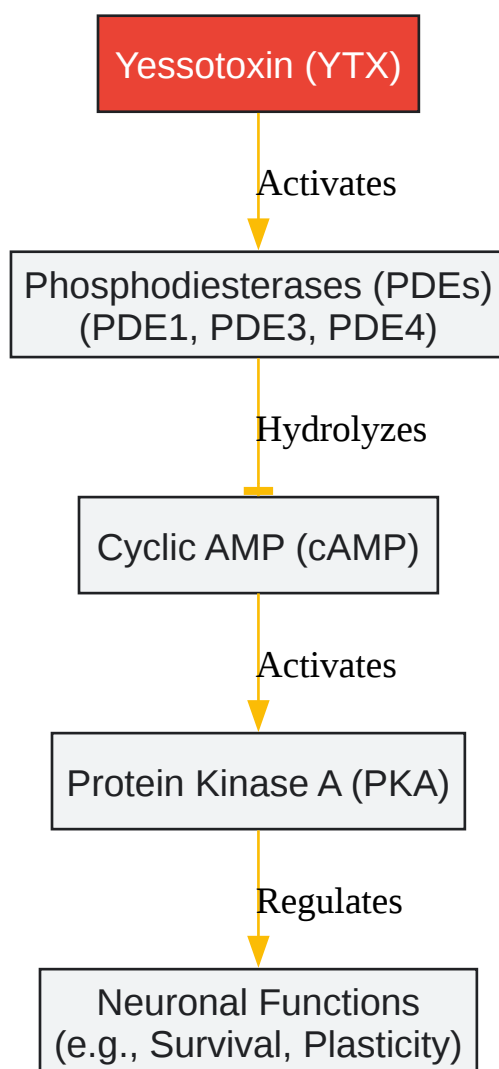 Yessotoxin (YTX)
Activates
Phosphodiesterases (PDEs)
(PDE1, PDE3, PDE4)
Hydrolyzes
Cyclic AMP (cAMP)
Activates
Protein Kinase A (PKA)
Regulates
Neuronal Functions
(e.g., Survival, Plasticity)